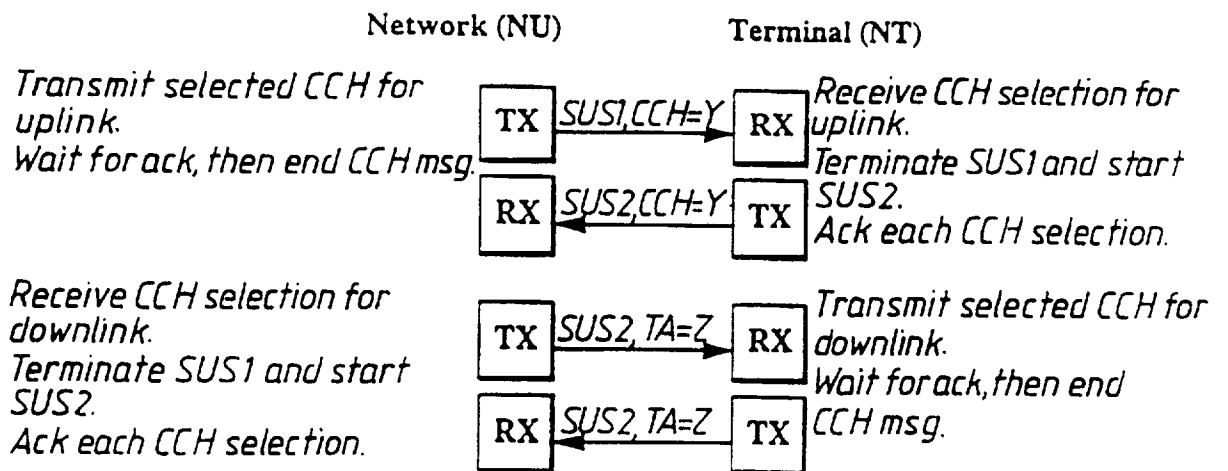 Network (NU)
Terminal (NT)
Transmit selected CCH for
uplink.
Wait for ack, then end CCH msg.
TX
SUS1,CCH=Y
RX
Receive CCH selection for
uplink.
Terminate SUS1 and start
SUS2.
Ack each CCH selection.
RX
SUS2,CCH=Y
TX
Receive CCH selection for
downlink.
Terminate SUS1 and start
SUS2.
Ack each CCH selection.
TX
SUS2, TA=Z
RX
Transmit selected CCH for
downlink.
Wait for ack, then end
CCH msg.
RX
SUS2, TA=Z
TX